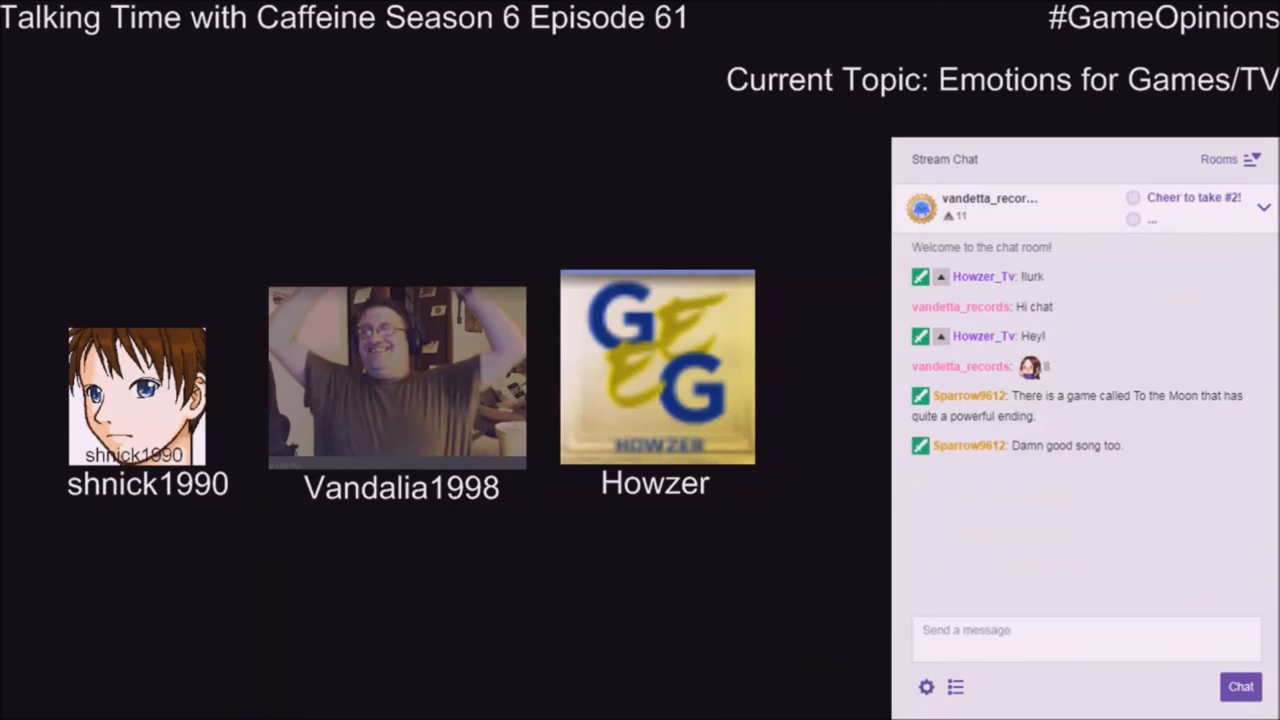 Talking Time with Caffeine Season 6 Episode 61
#GameOpinions
Current Topic: Emotions for Games/TV
Stream Chat
Rooms
vandetta_recor...
11
Cheer to take #2!
...
Welcome to the chat room!
Howzer_Tv: !lurk
vandetta_records: Hi chat
Howzer_Tv: Hey!
vandetta_records: 8
Sparrow9612: There is a game called To the Moon that has
quite a powerful ending.
Sparrow9612: Damn good song too.
Send a message
Chat
shnick1990
shnick1990
Vandalia1998
GEEG
HOWZER
Howzer